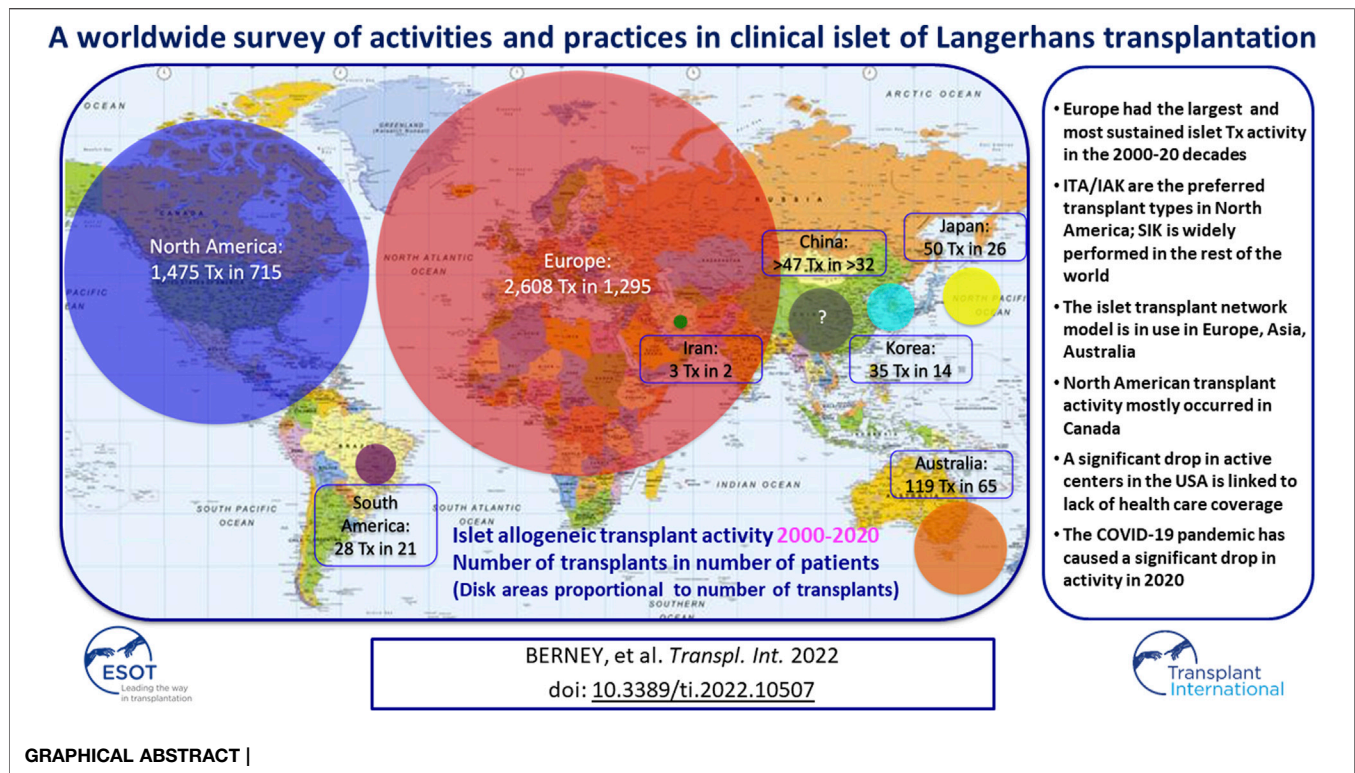 A worldwide survey of activities and practices in clinical islet of Langerhans transplantation
OCEAN
GREENLAND
ARCTIC OCEAN
CANADA
RUSSIA
North America:
1,475 Tx in 715
NORTH ATLANTIC
OCEAN
Europe:
2,608 Tx in 1,295
China:
>47 Tx in >32
Japan:
50 Tx in 26
PACIFIC
EAN
NORTH PACIFIC
?
Iran:
3 Tx in 2
Korea:
35 Tx in 14
BRAZIL
INDIAN OCEAN
Australia:
119 Tx in 65
SOUTH PACIFIC
OCEAN
SOUTH ATLANTIC
OCEAN
South
America:
28 Tx in 21
Islet allogeneic transplant activity 2000-2020
Number of transplants in number of patients
(Disk areas proportional to number of transplants)
SOUTHERN
OCEAN
• Europe had the largest and
most sustained islet Tx activity
in the 2000-20 decades
• ITA/IAK are the preferred
transplant types in North
America; SIK is widely
performed in the rest of the
world
• The islet transplant network
model is in use in Europe, Asia,
Australia
• North American transplant
activity mostly occurred in
Canada
• A significant drop in active
centers in the USA is linked to
lack of health care coverage
• The COVID-19 pandemic has
caused a significant drop in
activity in 2020
ESOT
Leading the way
in transplantation
BERNEY, et al. Transpl. Int. 2022
doi: 10.3389/ti.2022.10507
Transplant
International
GRAPHICAL ABSTRACT |